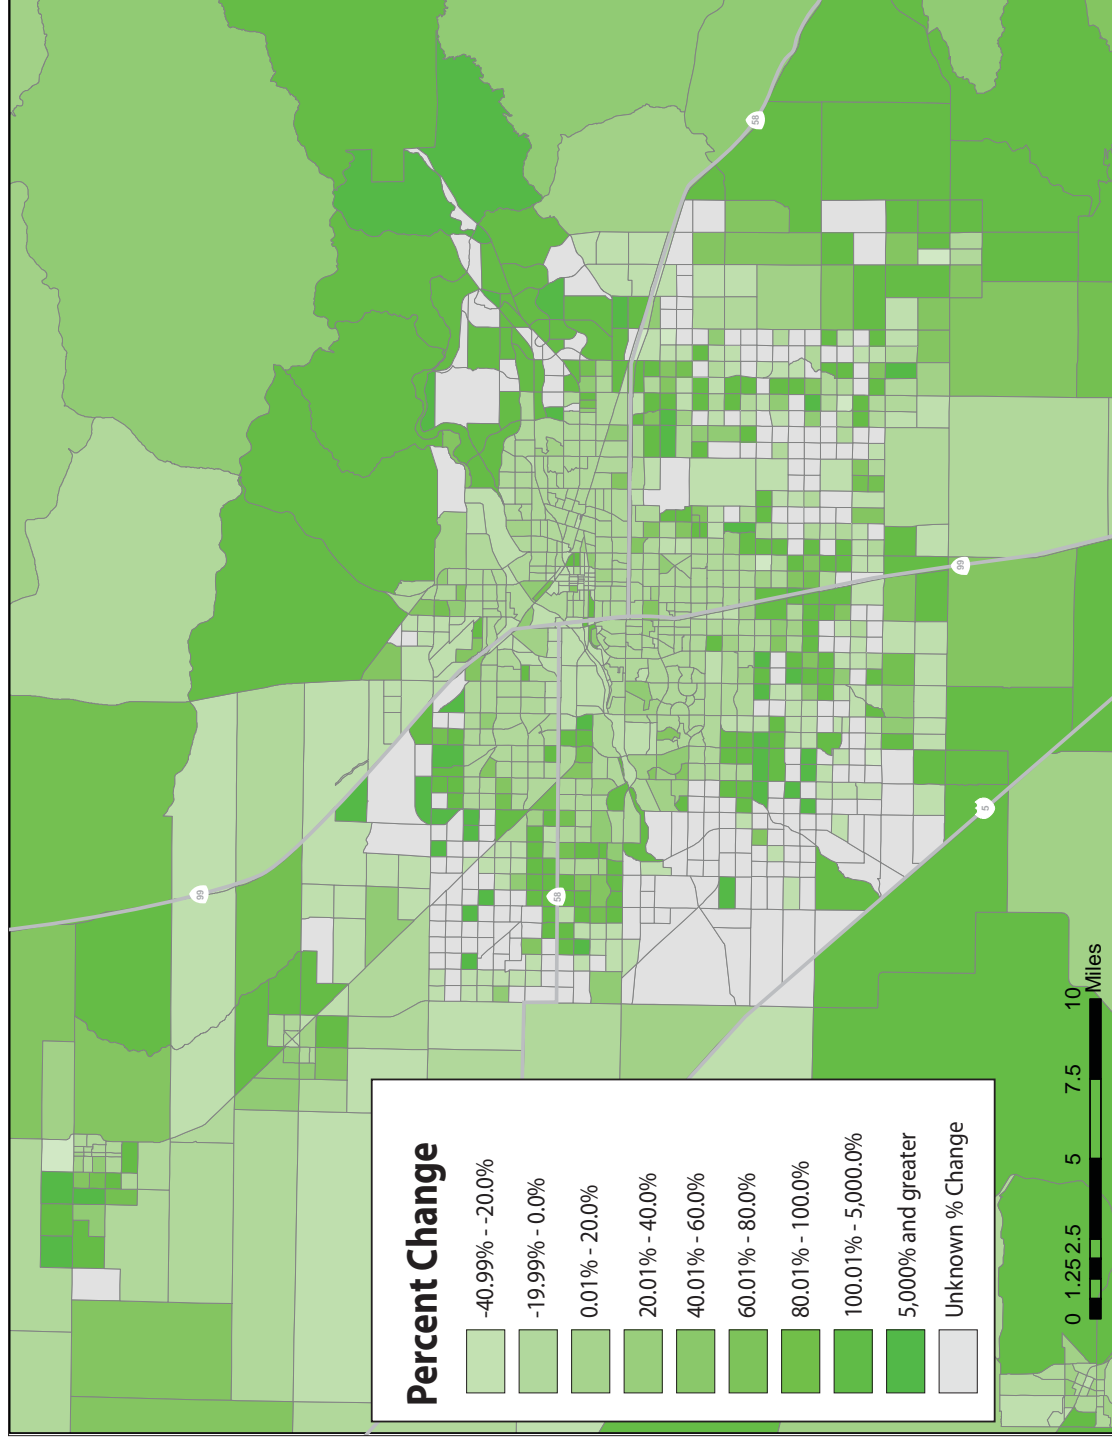 Percent Change
-40.99% - -20.0%
-19.99% - 0.0%
0.01% - 20.0%
20.01% - 40.0%
40.01% - 60.0%
60.01% - 80.0%
80.01% - 100.0%
100.01% - 5,000.0%
5,000% and greater
Unknown % Change
0 1.25 2.5 5 7.5 10
Miles
99
58
99
58
5